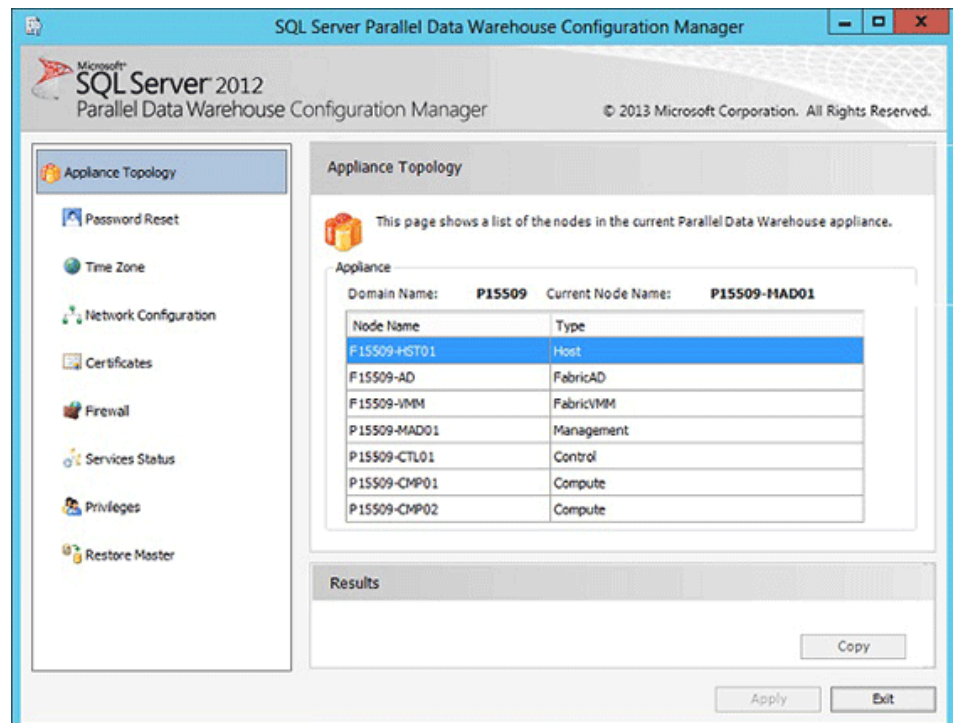 SQL Server Parallel Data Warehouse Configuration Manager
Microsoft
SQL Server 2012
Parallel Data Warehouse Configuration Manager
© 2013 Microsoft Corporation. All Rights Reserved.
Appliance Topology
Password Reset
Time Zone
Network Configuration
Certificates
Firewall
Services Status
Privileges
Restore Master
Appliance Topology
This page shows a list of the nodes in the current Parallel Data Warehouse appliance.
Appliance
Domain Name: P15509 Current Node Name: P15509-MAD01
Node Name Type
F15509-HST01 Host
F15509-AD FabricAD
F15509-VMM FabricVMM
P15509-MAD01 Management
P15509-CTL01 Control
P15509-CMP01 Compute
P15509-CMP02 Compute
Results
Copy
Apply Exit